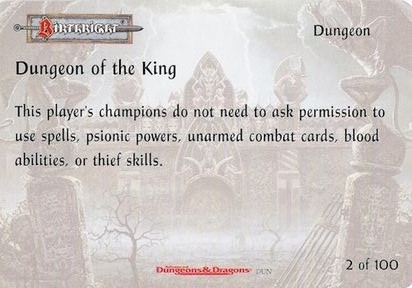 BIRTHRIGHT
Dungeon
Dungeon of the King
This player's champions do not need to ask permission to
use spells, psionic powers, unarmed combat cards, blood
abilities, or thief skills.
Dungeons & Dragons DUN
2 of 100